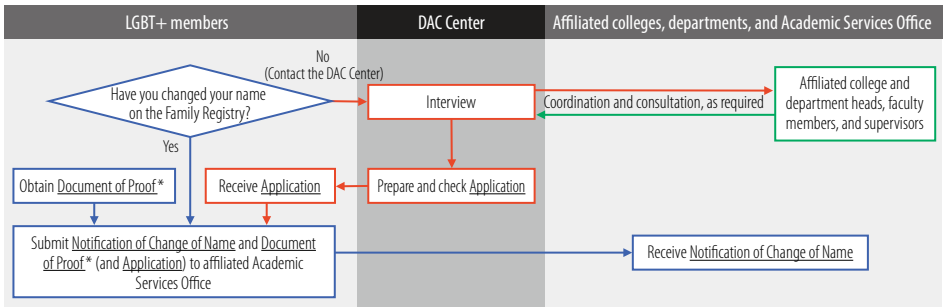 LGBT+ members
DAC Center
Affiliated colleges, departments, and Academic Services Office
No
(Contact the DAC Center)
Have you changed your name
on the Family Registry?
Yes
Interview
Coordination and consultation, as required
Affiliated college and
department heads, faculty
members, and supervisors
Obtain Document of Proof*
Receive Application
Prepare and check Application
Submit Notification of Change of Name and Document
of Proof* (and Application) to affiliated Academic
Services Office
Receive Notification of Change of Name